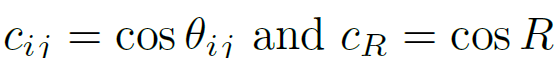 c_{ij} = cos θ_{ij} and c_R = cos R